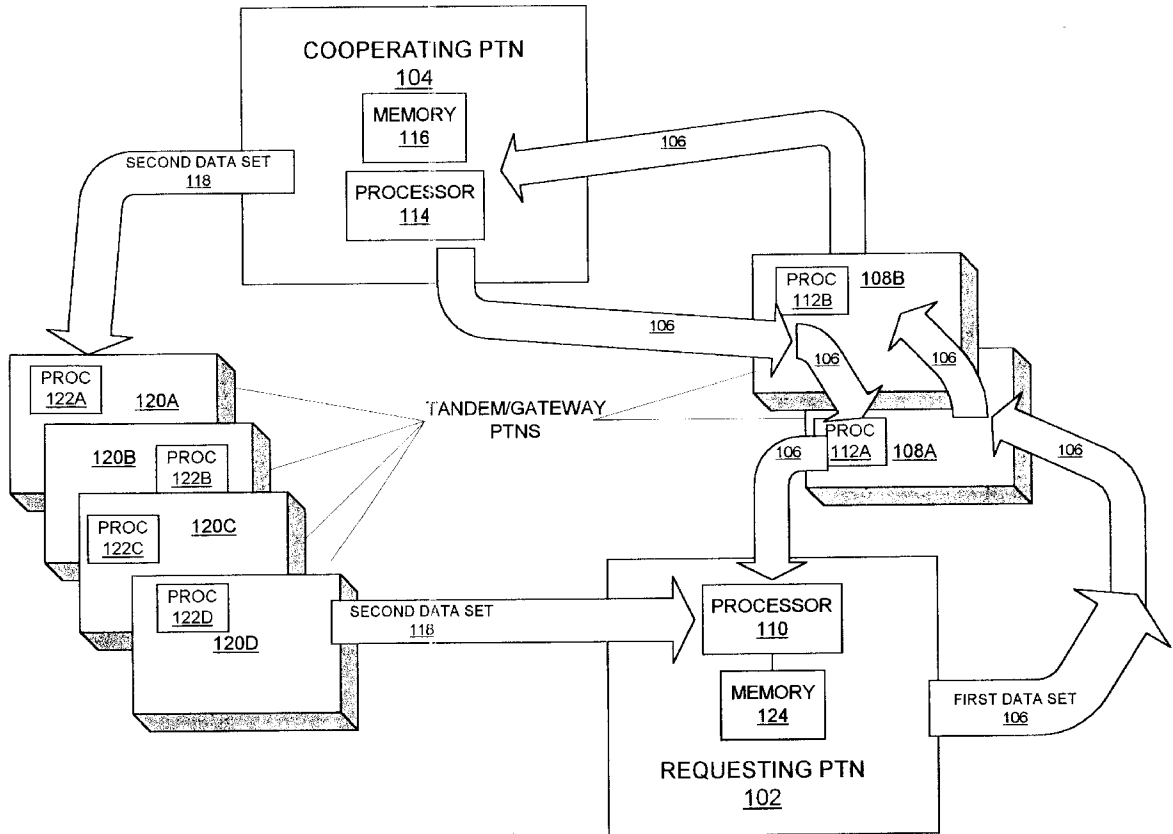 COOPERATING PTN
104
MEMORY
116
PROCESSOR
114
SECOND DATA SET
118
106
106
PROC
112B
108B
106
106
PROC
122A
120A
120B
PROC
122B
120C
PROC
122C
PROC
122D
120D
TANDEM/GATEWAY
PTNS
106
PROC
112A
108A
106
SECOND DATA SET
118
PROCESSOR
110
MEMORY
124
FIRST DATA SET
106
REQUESTING PTN
102